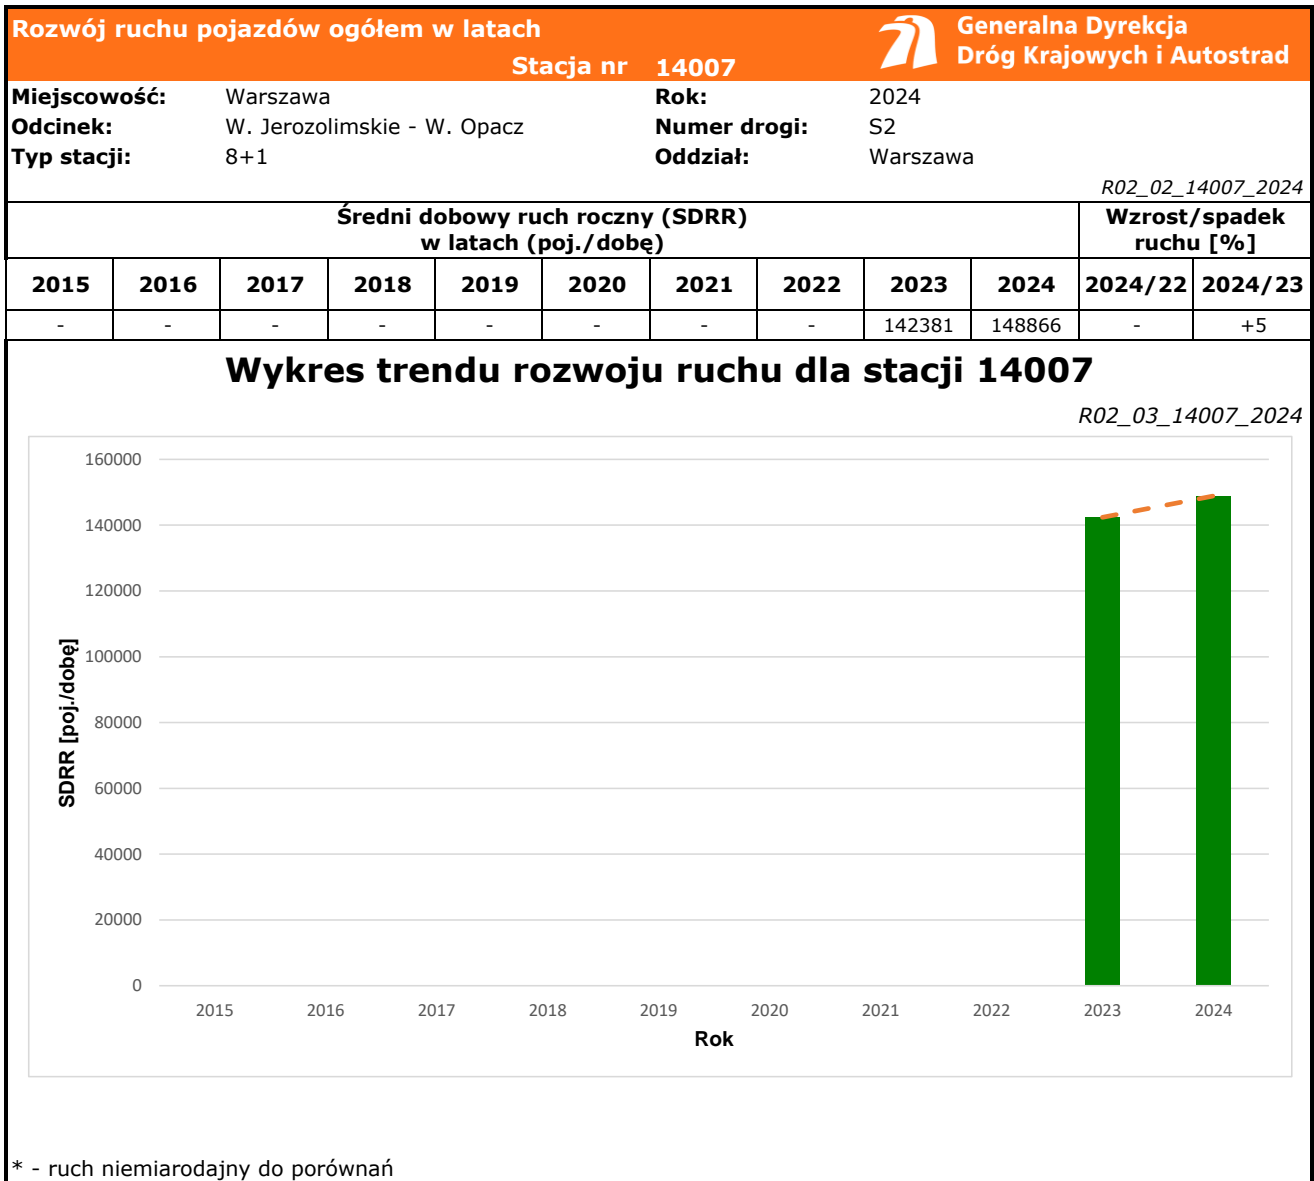 Rozwój ruchu pojazdów ogółem w latach
Stacja nr 14007
Generalna Dyrekcja
Dróg Krajowych i Autostrad
Miejscowość: Warszawa Rok: 2024
Odcinek: W. Jerozolimskie - W. Opacz Numer drogi: S2
Typ stacji: 8+1 Oddział: Warszawa
R02_02_14007_2024
Średni dobowy ruch roczny (SDRR) Wzrost/spadek
w latach (poj./dobę) ruchu [%]
2015 2016 2017 2018 2019 2020 2021 2022 2023 2024 2024/22 2024/23
- - - - - - - - 142381 148866 - +5
Wykres trendu rozwoju ruchu dla stacji 14007
R02_03_14007_2024
160000
140000
120000
100000
80000
60000
40000
20000
0
SDRR [poj./dobę]
2015 2016 2017 2018 2019 2020 2021 2022 2023 2024
Rok
* - ruch niemiarodajny do porównań